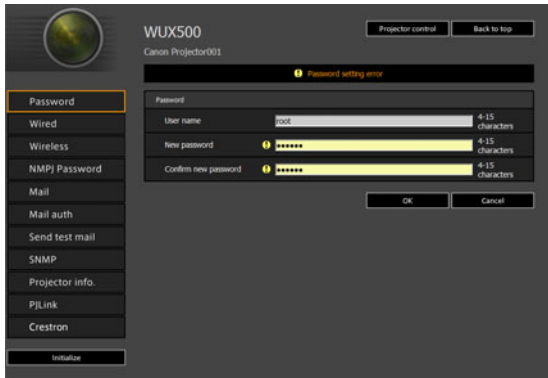 WUX500
Projector control
Back to top
Canon Projector001
Password setting error
Password
Wired
Wireless
NMPJ Password
Mail
Mail auth
Send test mail
SNMP
Projector info.
PJLink
Crestron
Initialize
Password
User name
root
4-15
characters
New password
••••••
4-15
characters
Confirm new password
••••••
4-15
characters
OK
Cancel